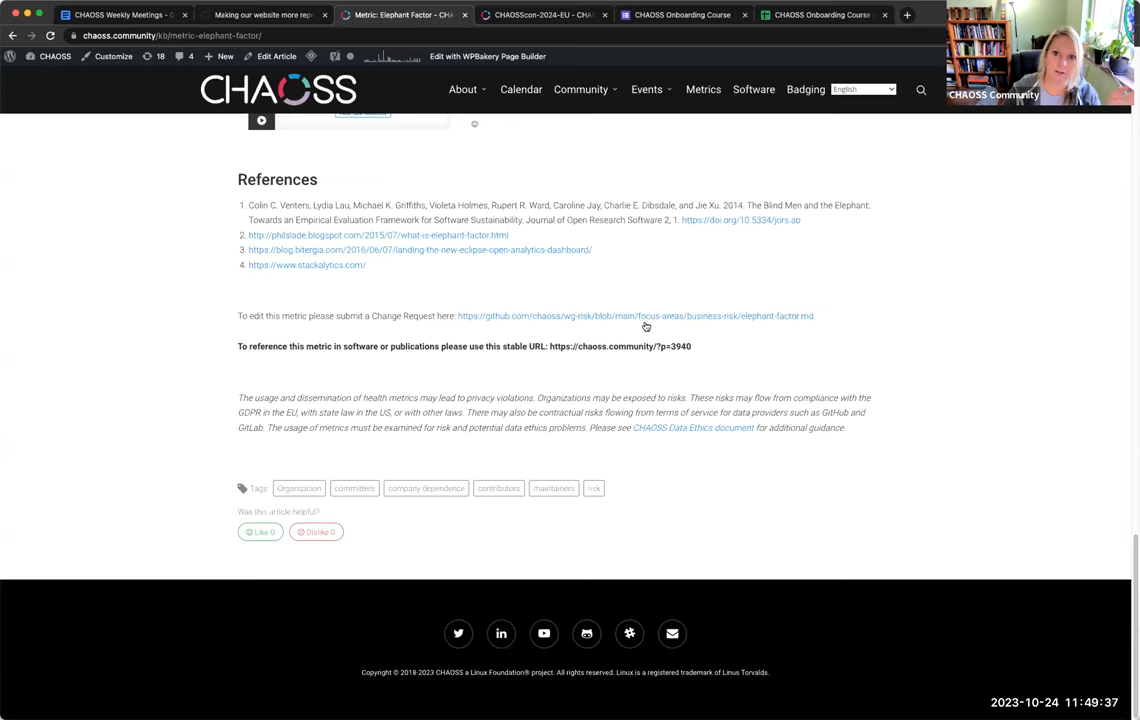 CHAOSS Weekly Meetings -
Making our website more repr
Metric: Elephant Factor – CHA
CHAOSScon-2024-EU – CHA
CHAOSS Onboarding Course
CHAOSS Onboarding Course
chaoss.community/kb/metric-elephant-factor/
CHAOSS
Customize
18
4
New
Edit Article
Edit with WPBakery Page Builder
CHAOSS
About
Calendar
Community
Events
Metrics
Software
Badging
English
CHAOSS Community
References
1. Colin C. Venters, Lydia Lau, Michael K. Griffiths, Violeta Holmes, Rupert R. Ward, Caroline Jay, Charlie E. Dibsdale, and Jie Xu. 2014. The Blind Men and the Elephant:
Towards an Empirical Evaluation Framework for Software Sustainability. Journal of Open Research Software 2, 1. https://doi.org/10.5334/jors.ao
2. http://philslade.blogspot.com/2015/07/what-is-elephant-factor.html
3. https://blog.bitergia.com/2016/06/07/landing-the-new-eclipse-open-analytics-dashboard/
4. https://www.stackalytics.com/
To edit this metric please submit a Change Request here: https://github.com/chaoss/wg-risk/blob/main/focus-areas/business-risk/elephant-factor.md
To reference this metric in software or publications please use this stable URL: https://chaoss.community/?p=3940
The usage and dissemination of health metrics may lead to privacy violations. Organizations may be exposed to risks. These risks may flow from compliance with the
GDPR in the EU, with state law in the US, or with other laws. There may also be contractual risks flowing from terms of service for data providers such as GitHub and
GitLab. The usage of metrics must be examined for risk and potential data ethics problems. Please see CHAOSS Data Ethics document for additional guidance.
Tags: Organization committers company dependence contributors maintainers risk
Was this article helpful?
Like 0 Dislike 0
Copyright © 2018-2023 CHAOSS a Linux Foundation® project. All rights reserved. Linux is a registered trademark of Linus Torvalds.
2023-10-24 11:49:37